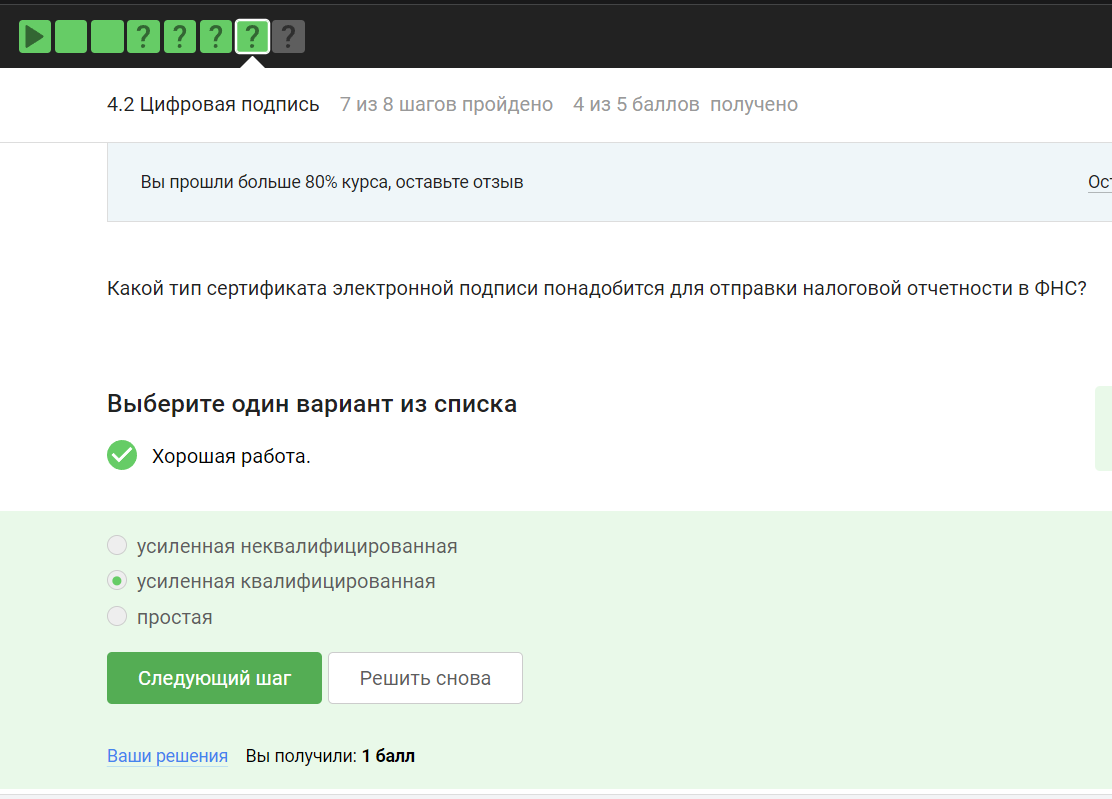 ? ? ? ? ?
4.2 Цифровая подпись 7 из 8 шагов пройдено 4 из 5 баллов получено
Вы прошли больше 80% курса, оставьте отзыв
Какой тип сертификата электронной подписи понадобится для отправки налоговой отчетности в ФНС?
Выберите один вариант из списка
Хорошая работа.
усиленная неквалифицированная
усиленная квалифицированная
простая
Следующий шаг Решить снова
Ваши решения Вы получили: 1 балл